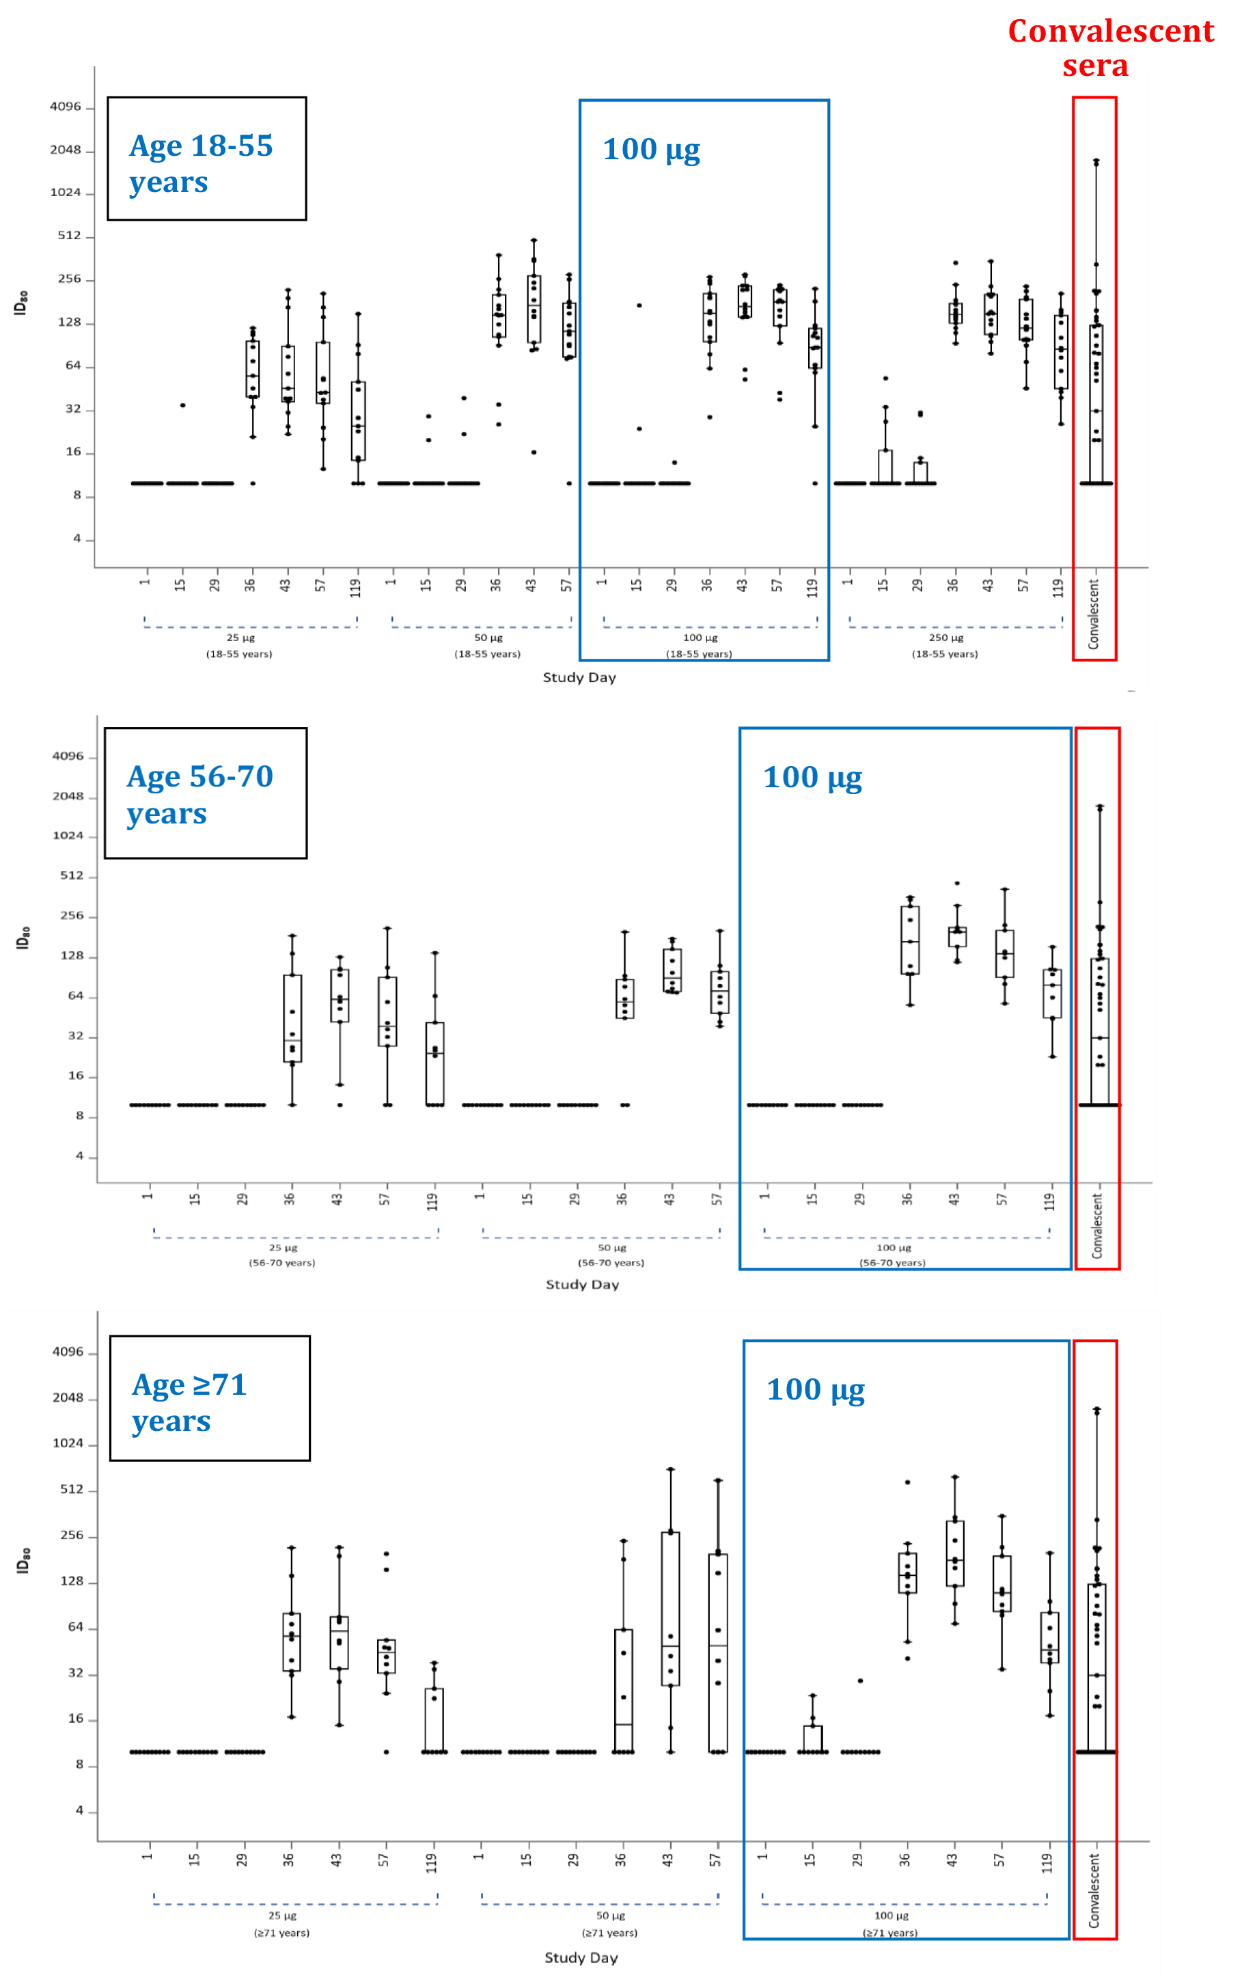 Convalescent
sera
4096
2048
1024
512
256
128
64
32
16
8
4
ID80
Age 18-55
years
100 µg
1 15 29 36 43 57 119 1 15 29 36 43 57 1 15 29 36 43 57 119 1 15 29 36 43 57 119 Convalescent
25 µg 50 µg 100 µg 250 µg
(18-55 years) (18-55 years) (18-55 years) (18-55 years)
Study Day
4096
2048
1024
512
256
128
64
32
16
8
4
ID80
Age 56-70
years
100 µg
1 15 29 36 43 57 119 1 15 29 36 43 57 1 15 29 36 43 57 119 Convalescent
25 µg 50 µg 100 µg
(56-70 years) (56-70 years) (56-70 years)
Study Day
4096
2048
1024
512
256
128
64
32
16
8
4
ID80
Age ≥71
years
100 µg
1 15 29 36 43 57 119 1 15 29 36 43 57 1 15 29 36 43 57 119 Convalescent
25 µg 50 µg 100 µg
(≥71 years) (≥71 years) (≥71 years)
Study Day